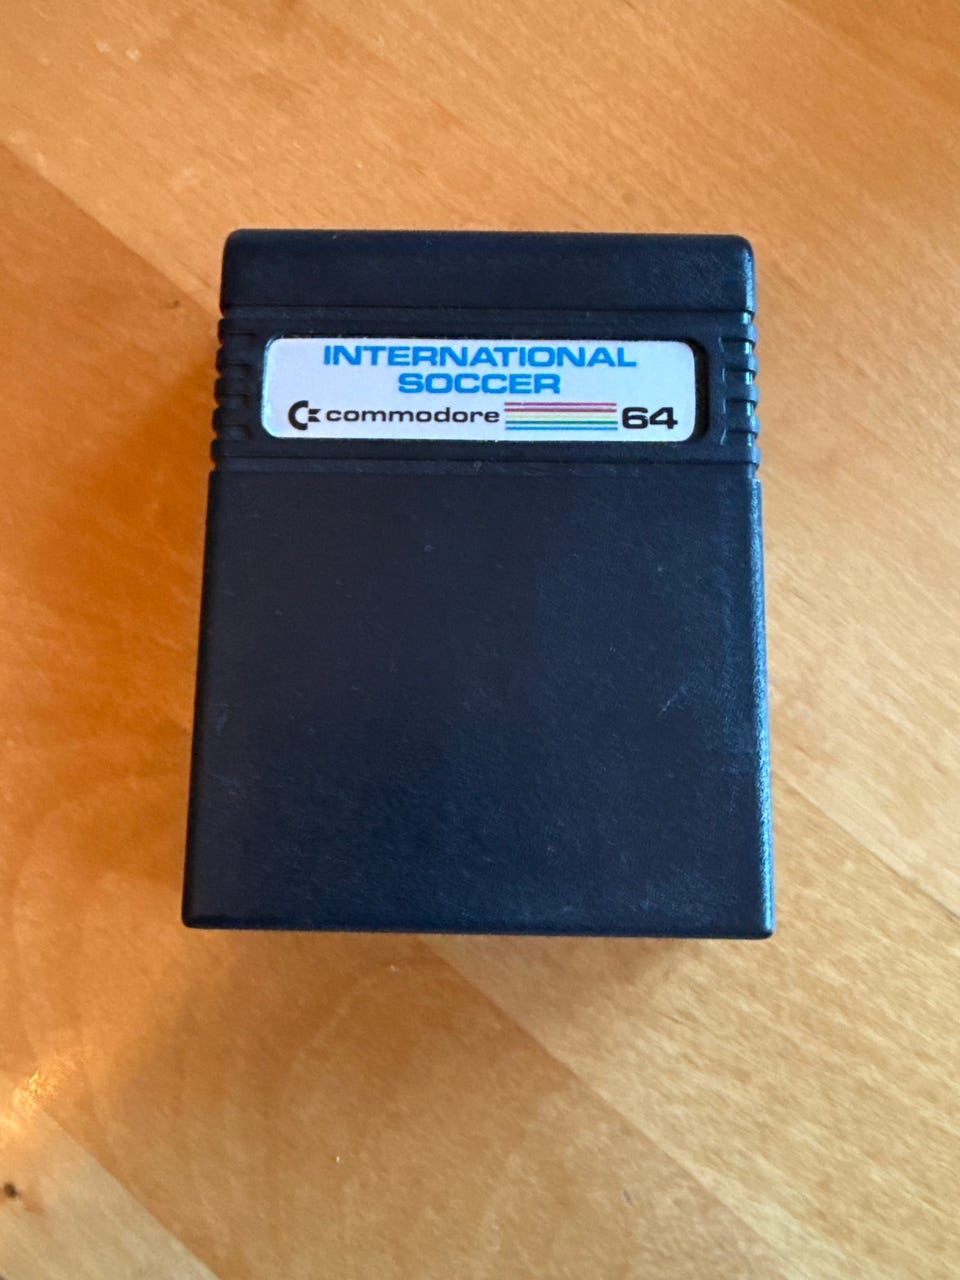 INTERNATIONAL
SOCCER
commodore 64